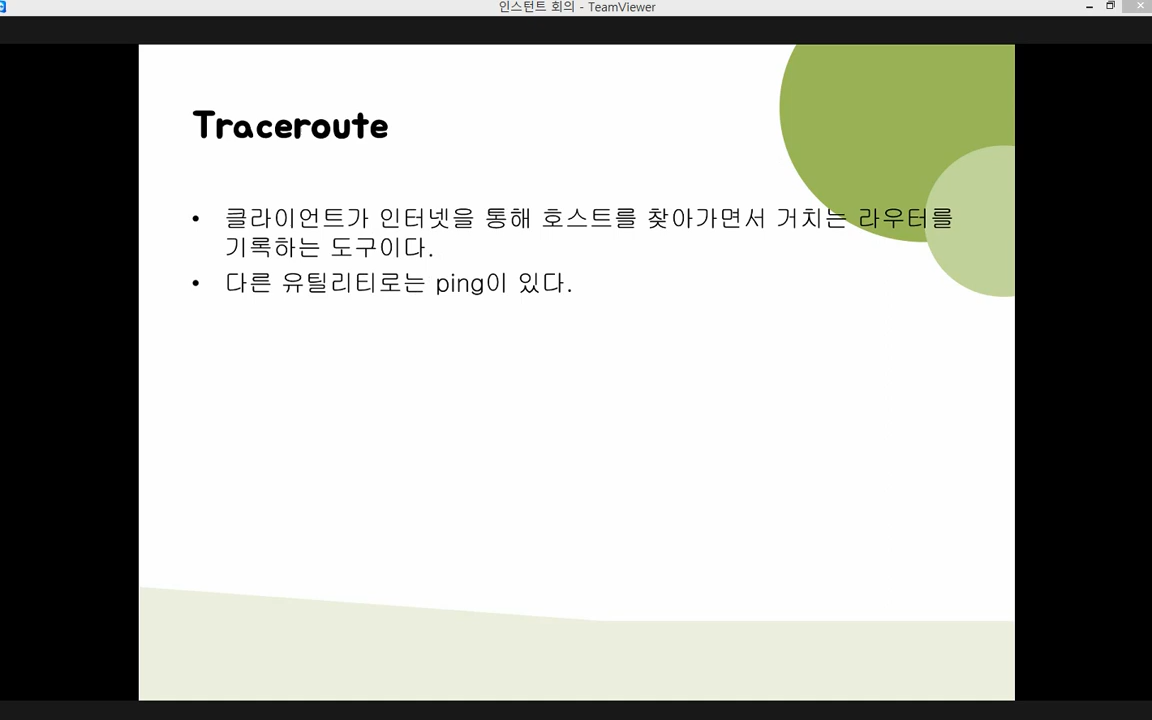 인스턴트 회의 - TeamViewer
Traceroute
• 클라이언트가 인터넷을 통해 호스트를 찾아가면서 거치는 라우터를
기록하는 도구이다.
• 다른 유틸리티로는 ping이 있다.